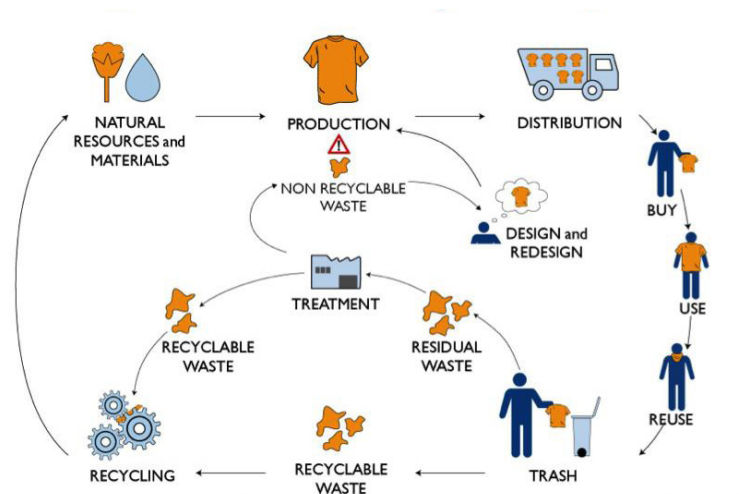 NATURAL
RESOURCES and
MATERIALS
PRODUCTION
DISTRIBUTION
NON RECYCLABLE
WASTE
BUY
DESIGN and
REDESIGN
TREATMENT
USE
RECYCLABLE
WASTE
RESIDUAL
WASTE
REUSE
RECYCLING
RECYCLABLE
WASTE
TRASH